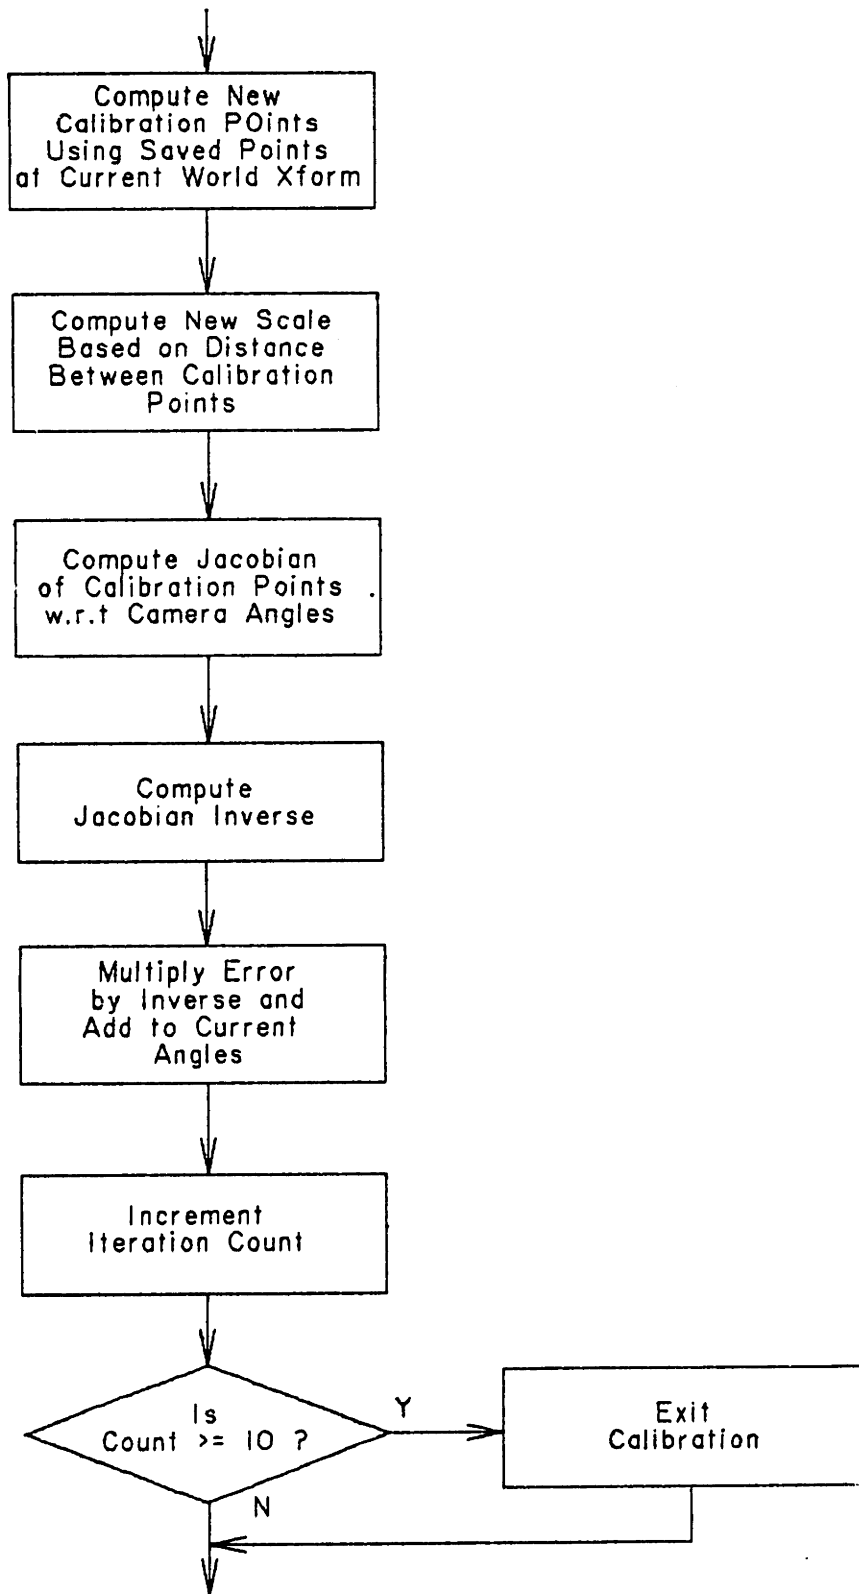 Compute New
Calibration POints
Using Saved Points
at Current World Xform
Compute New Scale
Based on Distance
Between Calibration
Points
Compute Jacobian
of Calibration Points
w.r.t Camera Angles
Compute
Jacobian Inverse
Multiply Error
by Inverse and
Add to Current
Angles
Increment
Iteration Count
Is
Count >= 10 ?
Y
Exit
Calibration
N